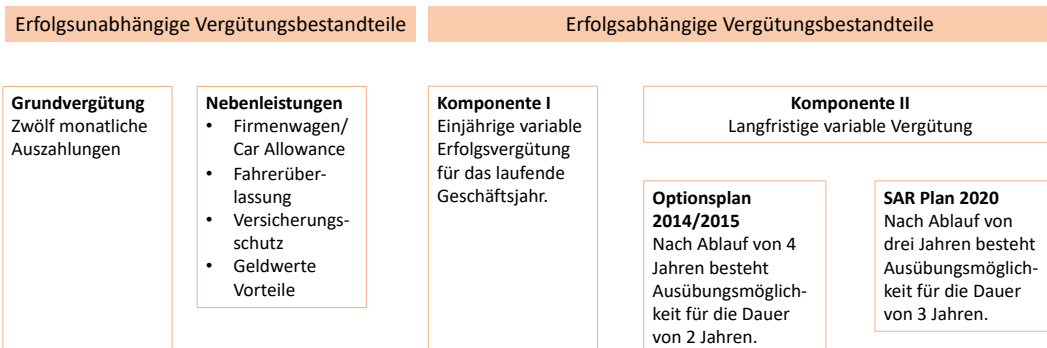 Erfolgsunabhängige Vergütungsbestandteile
Erfolgsabhängige Vergütungsbestandteile
Grundvergütung
Zwölf monatliche
Auszahlungen
Nebenleistungen
• Firmenwagen/
Car Allowance
• Fahrerüber-
lassung
• Versicherungs-
schutz
• Geldwerte
Vorteile
Komponente I
Einjährige variable
Erfolgsvergütung
für das laufende
Geschäftsjahr.
Komponente II
Langfristige variable Vergütung
Optionsplan
2014/2015
Nach Ablauf von 4
Jahren besteht
Ausübungsmöglich-
keit für die Dauer
von 2 Jahren.
SAR Plan 2020
Nach Ablauf von
drei Jahren besteht
Ausübungsmöglich-
keit für die Dauer
von 3 Jahren.